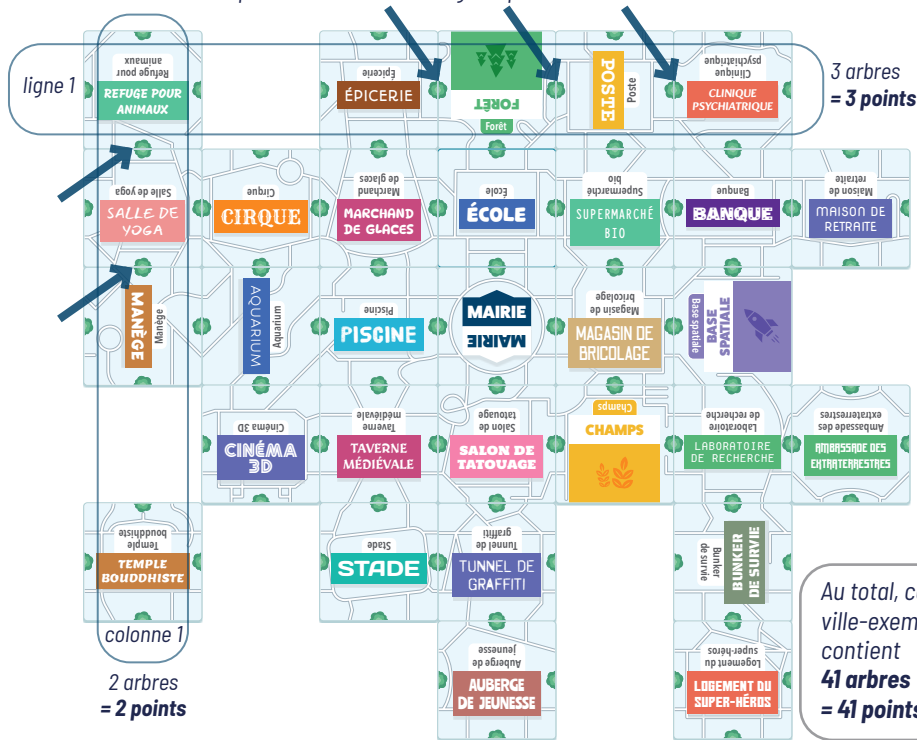 ligne 1
Refuge pour
animaux
REFUGE POUR
ANIMAUX
Épicerie
ÉPICERIE
FORÊT
Forêt
POSTE
Poste
Clinique
psychiatrique
CLINIQUE
PSYCHIATRIQUE
3 arbres
= 3 points
Salle de yoga
SALLE DE
YOGA
Cirque
CIRQUE
Marchand
de glaces
MARCHAND
DE GLACES
École
ÉCOLE
Supermarché
bio
SUPERMARCHÉ
BIO
Banque
BANQUE
Maison de
retraite
MAISON DE
RETRAITE
MANÈGE
Manège
AQUARIUM
Aquarium
Piscine
PISCINE
MAIRIE
MAIRIE
Magasin de
bricolage
MAGASIN DE
BRICOLAGE
Base spatiale
BASE
SPATIALE
Cinéma 3D
CINÉMA
3D
Taverne
médiévale
TAVERNE
MÉDIÉVALE
Salon de
tatouage
SALON DE
TATOUAGE
Champs
CHAMPS
Laboratoire
de recherche
LABORATOIRE
DE RECHERCHE
Ambassade des
extraterrestres
AMBASSADE DES
EXTRATERRESTRES
Temple
bouddhiste
TEMPLE
BOUDDHISTE
Stade
STADE
Tunnel de
graffiti
TUNNEL DE
GRAFFITI
Bunker
de survie
BUNKER
DE SURVIE
colonne 1
2 arbres
= 2 points
Auberge de
jeunesse
AUBERGE
DE JEUNESSE
Logement du
super-héros
LOGEMENT DU
SUPER-HÉROS
Au total, c
ville-exem
contient
41 arbres
= 41 points